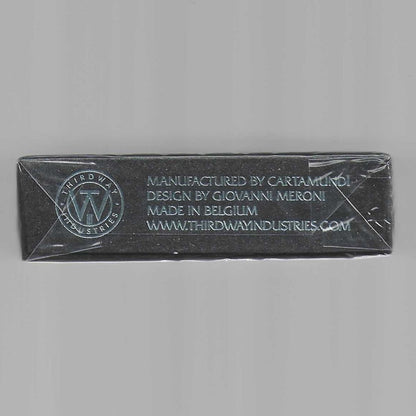 THIRDWAY
INDUSTRIES
MANUFACTURED BY CARTAMUNDI
DESIGN BY GIOVANNI MERONI
MADE IN BELGIUM
WWW.THIRDWAYINDUSTRIES.COM